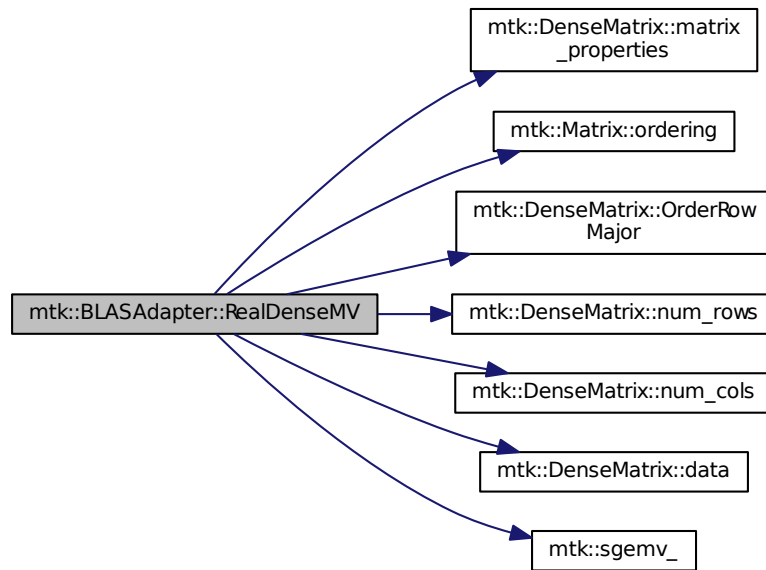 mtk::DenseMatrix::matrix
_properties
mtk::Matrix::ordering
mtk::DenseMatrix::OrderRow
Major
mtk::BLASAdapter::RealDenseMV
mtk::DenseMatrix::num_rows
mtk::DenseMatrix::num_cols
mtk::DenseMatrix::data
mtk::sgemv_